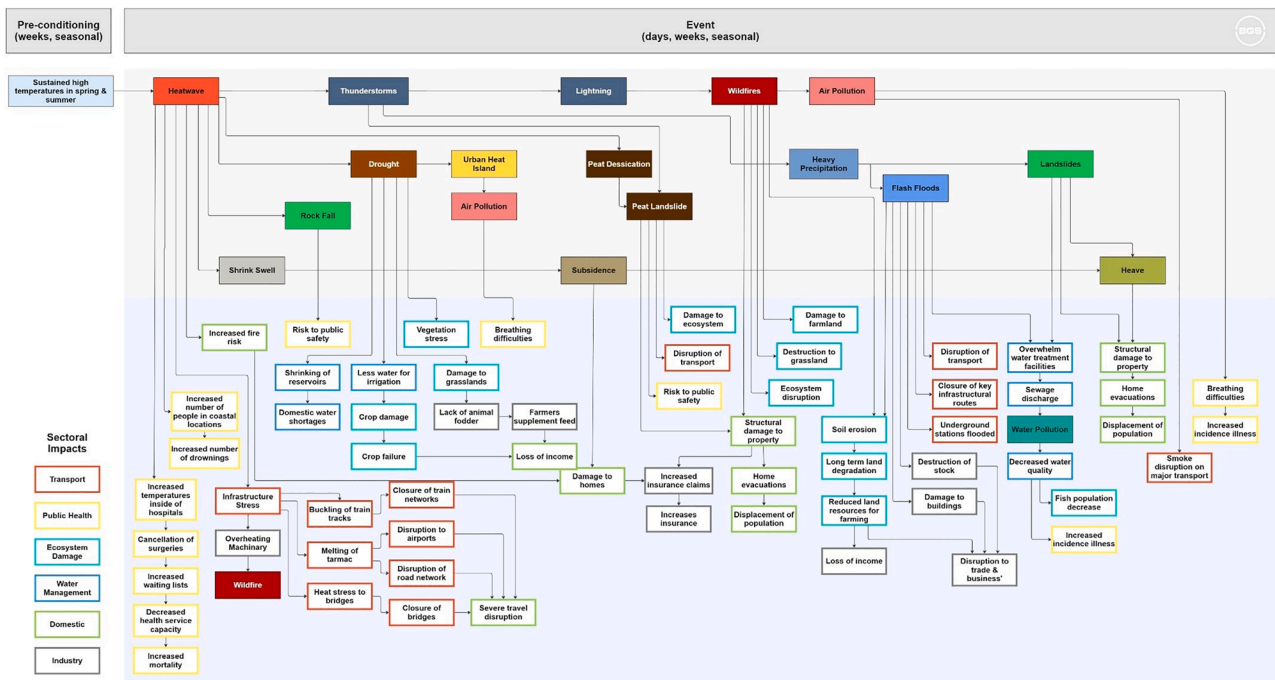 Pre-conditioning
(weeks, seasonal)
Event
(days, weeks, seasonal)
BGS
Sustained high
temperatures in spring &
summer
Heatwave
Thunderstorms
Lightning
Wildfires
Air Pollution
Drought
Urban Heat
Island
Peat Dessication
Heavy
Precipitation
Landslides
Flash Floods
Rock Fall
Air Pollution
Peat Landslide
Shrink Swell
Subsidence
Heave
Increased fire
risk
Risk to public
safety
Vegetation
stress
Breathing
difficulties
Damage to
ecosystem
Damage to
farmland
Shrinking of
reservoirs
Less water for
irrigation
Damage to
grasslands
Disruption of
transport
Destruction to
grassland
Disruption of
transport
Overwhelm
water treatment
facilities
Structural
damage to
property
Increased
number of
people in coastal
locations
Domestic water
shortages
Crop damage
Lack of animal
fodder
Farmers
supplement feed
Risk to public
safety
Ecosystem
disruption
Closure of key
infrastructural
routes
Sewage
discharge
Home
evacuations
Breathing
difficulties
Increased number
of drownings
Crop failure
Loss of income
Structural
damage to
property
Soil erosion
Underground
stations flooded
Water Pollution
Displacement of
population
Increased
incidence illness
Sectoral
Impacts
Transport
Public Health
Ecosystem
Damage
Water
Management
Domestic
Industry
Increased
temperatures
inside of
hospitals
Cancellation of
surgeries
Increased
waiting lists
Decreased
health service
capacity
Increased
mortality
Infrastructure
Stress
Overheating
Machinary
Wildfire
Buckling of train
tracks
Melting of
tarmac
Heat stress to
bridges
Closure of train
networks
Disruption to
airports
Disruption of
road network
Closure of
bridges
Severe travel
disruption
Damage to
homes
Increased
insurance claims
Increases
insurance
Home
evacuations
Displacement of
population
Long term land
degradation
Reduced land
resources for
farming
Loss of income
Destruction of
stock
Damage to
buildings
Disruption to
trade &
business'
Decreased water
quality
Fish population
decrease
Increased
incidence illness
Smoke
disruption on
major transport